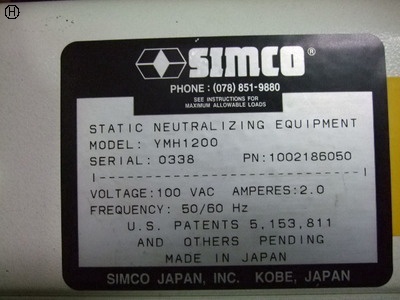 H
SIMCO®
PHONE : (078) 851-9880
SEE INSTRUCTIONS FOR
MAXIMUM ALLOWABLE LOADS
STATIC NEUTRALIZING EQUIPMENT
MODEL: YMH1200
SERIAL: 0338 PN:1002186050
|---------------------------------------|
VOLTAGE:100 VAC AMPERES:2.0
FREQUENCY: 50/60 Hz
U.S. PATENTS 5,153,811
AND OTHERS PENDING
MADE IN JAPAN
SIMCO JAPAN, INC. KOBE, JAPAN